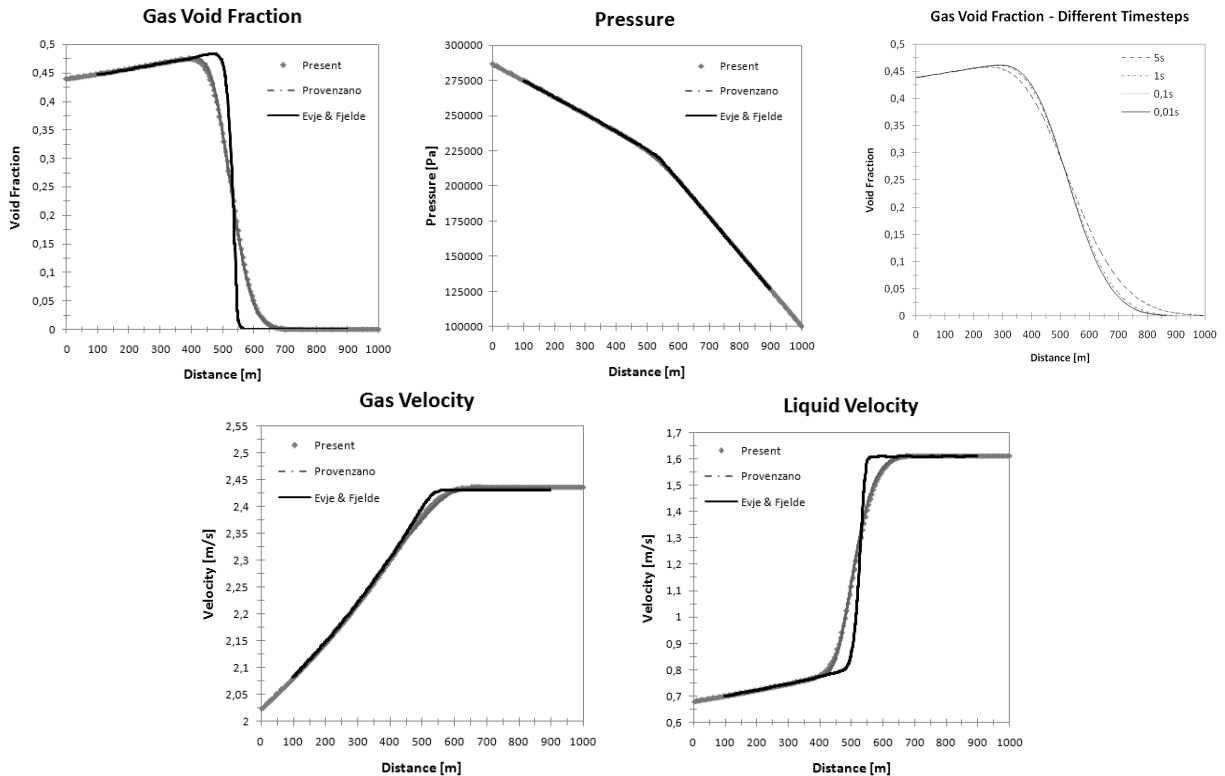 Gas Void Fraction
0,5
0,45
0,4
0,35
0,3
0,25
0,2
0,15
0,1
0,05
0
Void Fraction
Present
Provenzano
Evje & Fjelde
0 100 200 300 400 500 600 700 800 900 1000
Distance [m]
Pressure
300000
275000
250000
225000
200000
175000
150000
125000
100000
Pressure [Pa]
Present
Provenzano
Evje & Fjelde
0 100 200 300 400 500 600 700 800 900 1000
Distance [m]
Gas Void Fraction - Different Timesteps
0,5
0,45
0,4
0,35
0,3
0,25
0,2
0,15
0,1
0,05
0
Void Fraction
5s
1s
0,1s
0,01s
0 100 200 300 400 500 600 700 800 900 1000
Distance [m]
Gas Velocity
2,55
2,5
2,45
2,4
2,35
2,3
2,25
2,2
2,15
2,1
2,05
2
Velocity [m/s]
Present
Provenzano
Evje & Fjelde
0 100 200 300 400 500 600 700 800 900 1000
Distance [m]
Liquid Velocity
1,7
1,6
1,5
1,4
1,3
1,2
1,1
1
0,9
0,8
0,7
0,6
Velocity [m/s]
Present
Provenzano
Evje & Fjelde
0 100 200 300 400 500 600 700 800 900 1000
Distance [m]